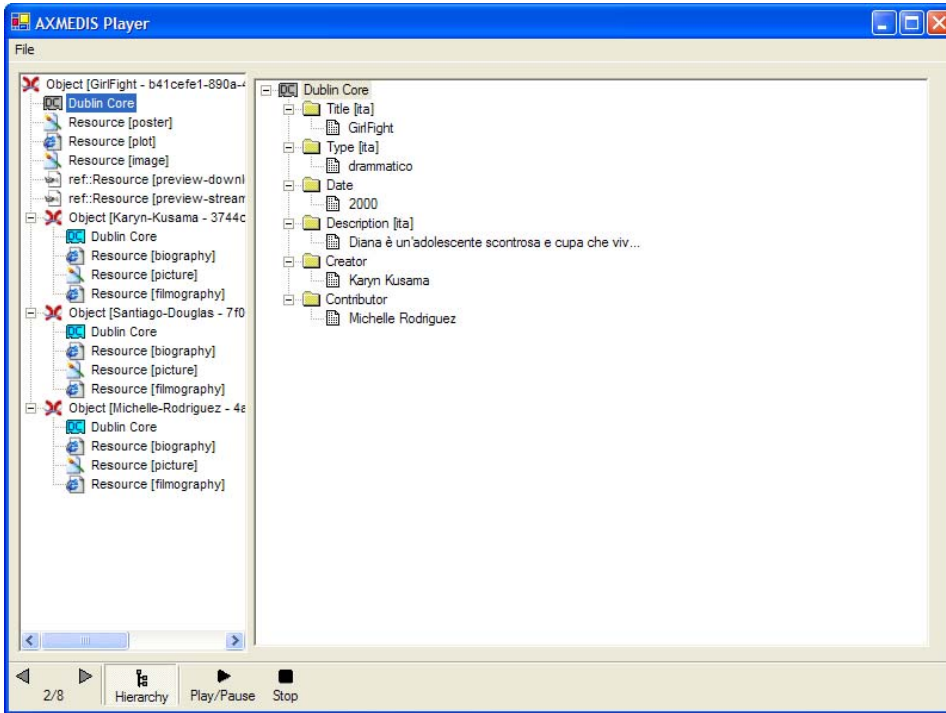 AXMEDIS Player
File
Object [GirlFight - b41cefe1-890a-4
Dublin Core
Resource [poster]
Resource [plot]
Resource [image]
ref::Resource [preview-downl
ref::Resource [preview-stream
Object [Karyn-Kusama - 3744c
Dublin Core
Resource [biography]
Resource [picture]
Resource [filmography]
Object [Santiago-Douglas - 7f0
Dublin Core
Resource [biography]
Resource [picture]
Resource [filmography]
Object [Michelle-Rodriguez - 4a
Dublin Core
Resource [biography]
Resource [picture]
Resource [filmography]
DC Dublin Core
Title [ita]
GirlFight
Type [ita]
drammatico
Date
2000
Description [ita]
Diana è un'adolescente scontrosa e cupa che viv...
Creator
Karyn Kusama
Contributor
Michelle Rodriguez
2/8
Hierarchy
Play/Pause
Stop